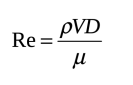 Re = ρVD / μ